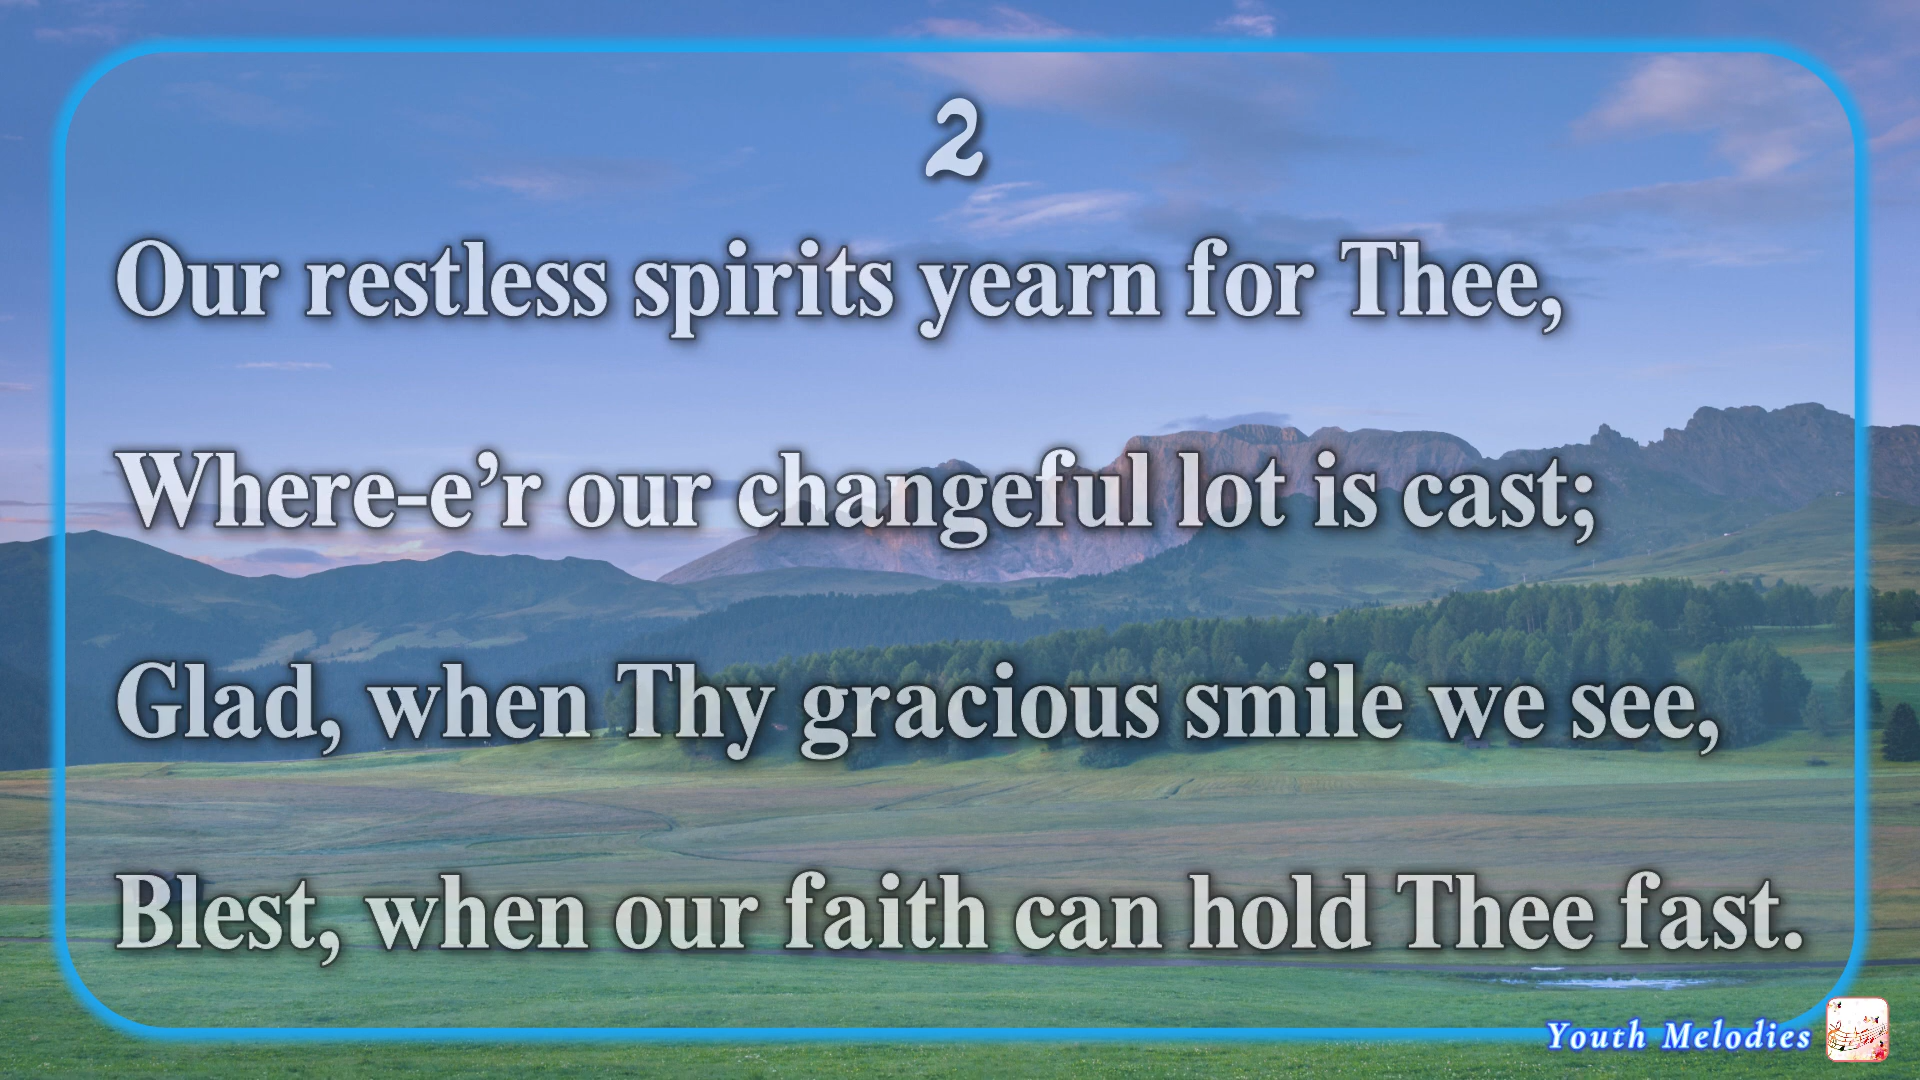 2
Our restless spirits yearn for Thee,
Where-e’r our changeful lot is cast;
Glad, when Thy gracious smile we see,
Blest, when our faith can hold Thee fast.
Youth Melodies